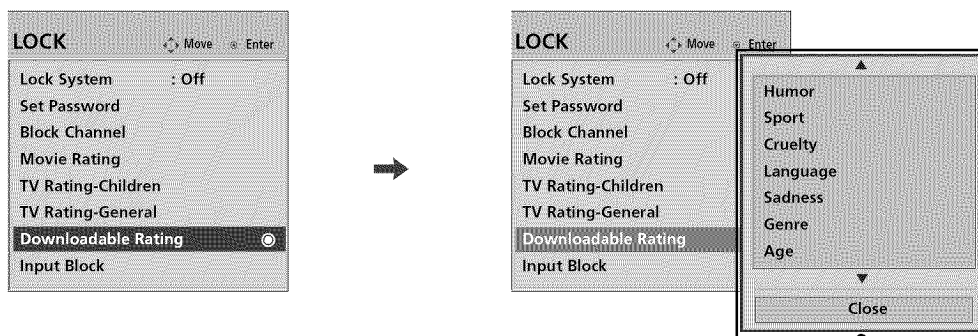 LOCK Move Enter
Lock System : Off
Set Password
Block Channel
Movie Rating
TV Rating-Children
TV Rating-General
Downloadable Rating
Input Block
LOCK Move Enter
Lock System : Off
Set Password
Block Channel
Movie Rating
TV Rating-Children
TV Rating-General
Downloadable Rating
Input Block
Humor
Sport
Cruelty
Language
Sadness
Genre
Age
Close